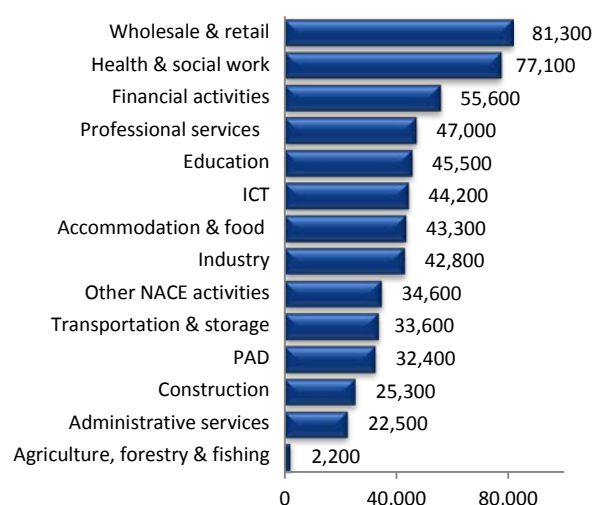 Wholesale & retail 81,300
Health & social work 77,100
Financial activities 55,600
Professional services 47,000
Education 45,500
ICT 44,200
Accommodation & food 43,300
Industry 42,800
Other NACE activities 34,600
Transportation & storage 33,600
PAD 32,400
Construction 25,300
Administrative services 22,500
Agriculture, forestry & fishing 2,200
0 40,000 80,000